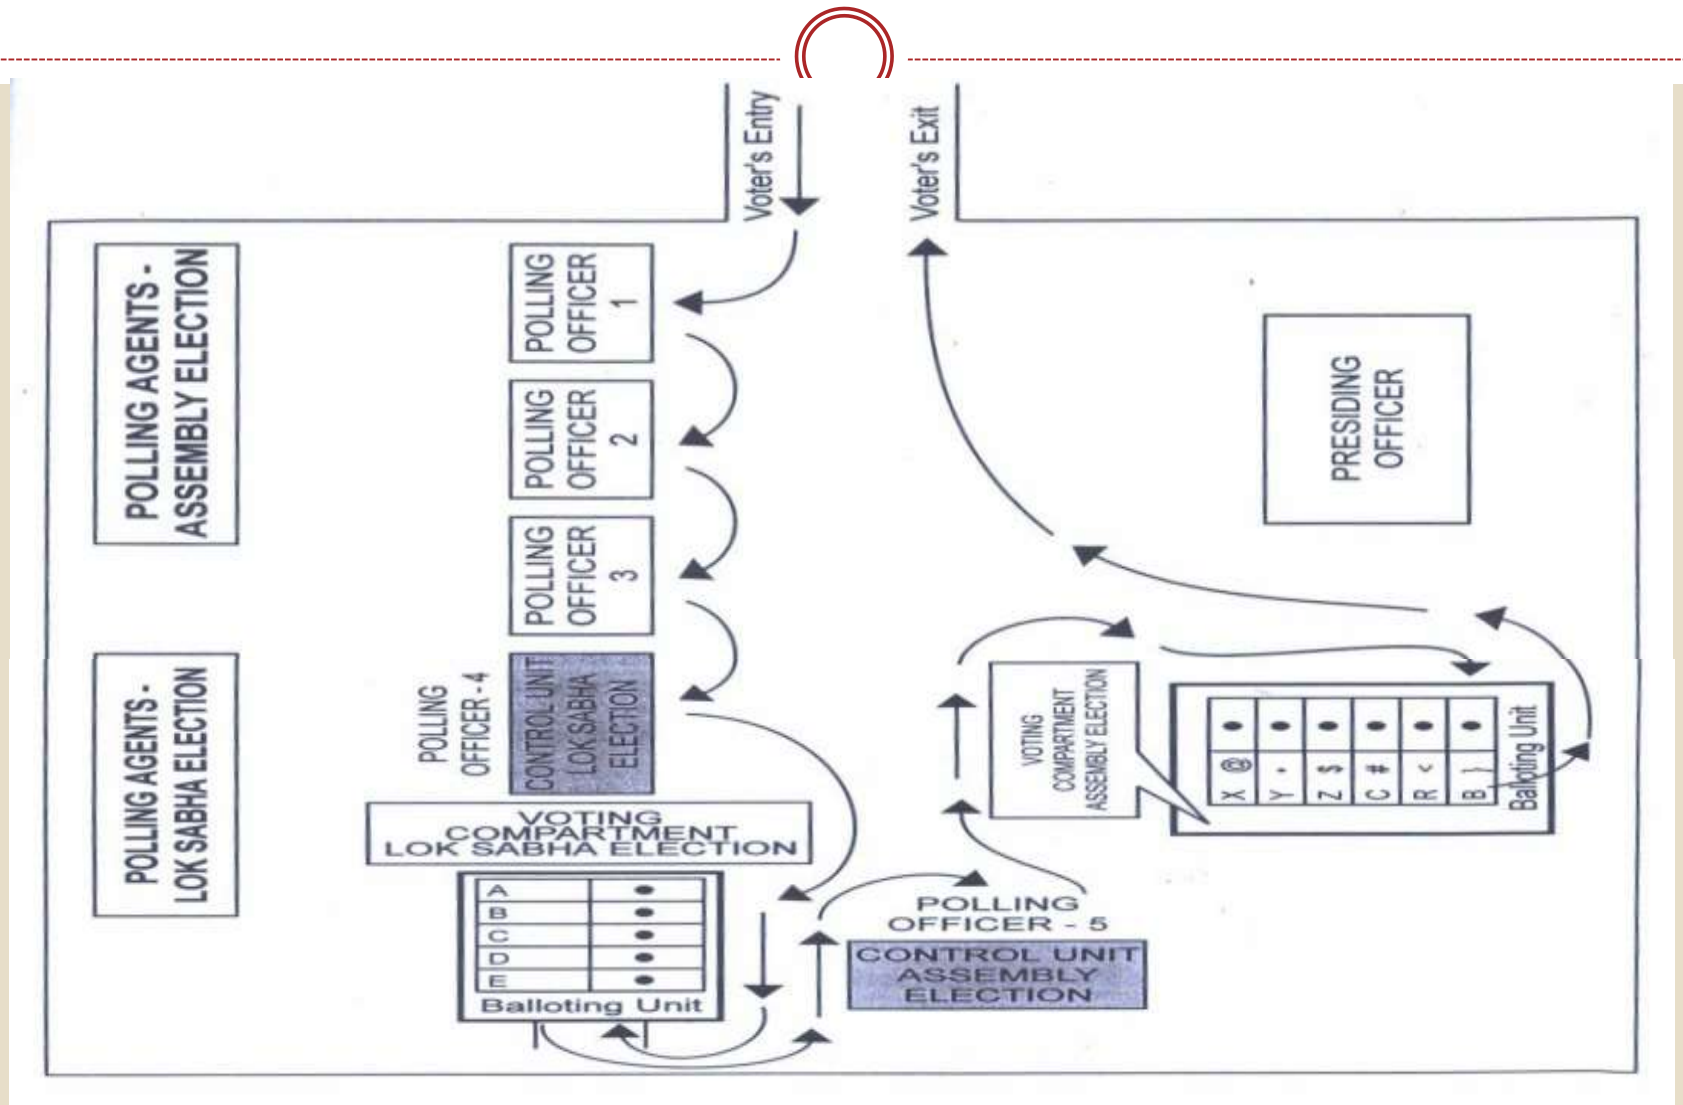 Voter's Entry
Voter's Exit
POLLING AGENTS -
ASSEMBLY ELECTION
POLLING
OFFICER
1
POLLING
OFFICER
2
POLLING
OFFICER
3
PRESIDING
OFFICER
POLLING AGENTS -
LOK SABHA ELECTION
POLLING
OFFICER - 4
CONTROL UNIT
LOK SABHA
ELECTION
VOTING
COMPARTMENT
LOK SABHA ELECTION
A
B
C
D
E
Balloting Unit
POLLING
OFFICER - 5
CONTROL UNIT
ASSEMBLY
ELECTION
VOTING
COMPARTMENT
ASSEMBLY ELECTION
X @
Y
Z $
C #
R <
B }
Balloting Unit